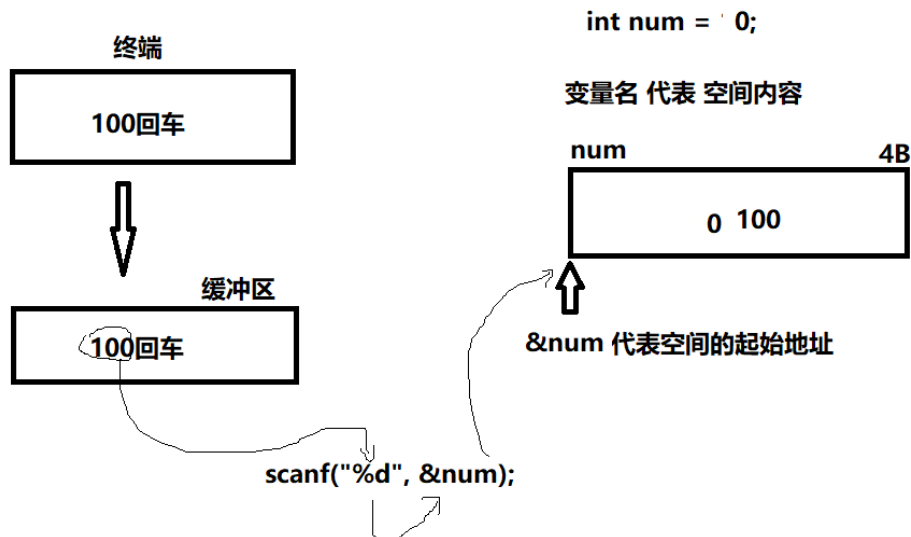 int num = 0;
终端
100回车
变量名 代表 空间内容
num
4B
0 100
缓冲区
100回车
&num 代表空间的起始地址
scanf("%d", &num);